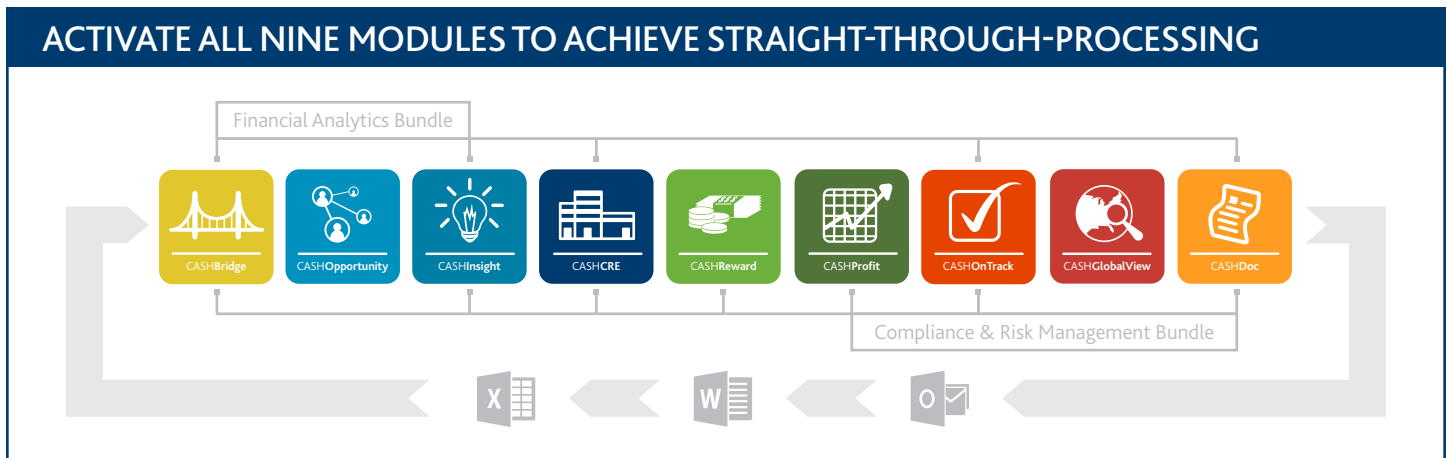 ACTIVATE ALL NINE MODULES TO ACHIEVE STRAIGHT-THROUGH-PROCESSING
Financial Analytics Bundle
CASHBridge
CASHOpportunity
CASHInsight
CASHCRE
CASHReward
CASHProfit
CASHOnTrack
CASHGlobalView
CASHDoc
Compliance & Risk Management Bundle
X
W
O